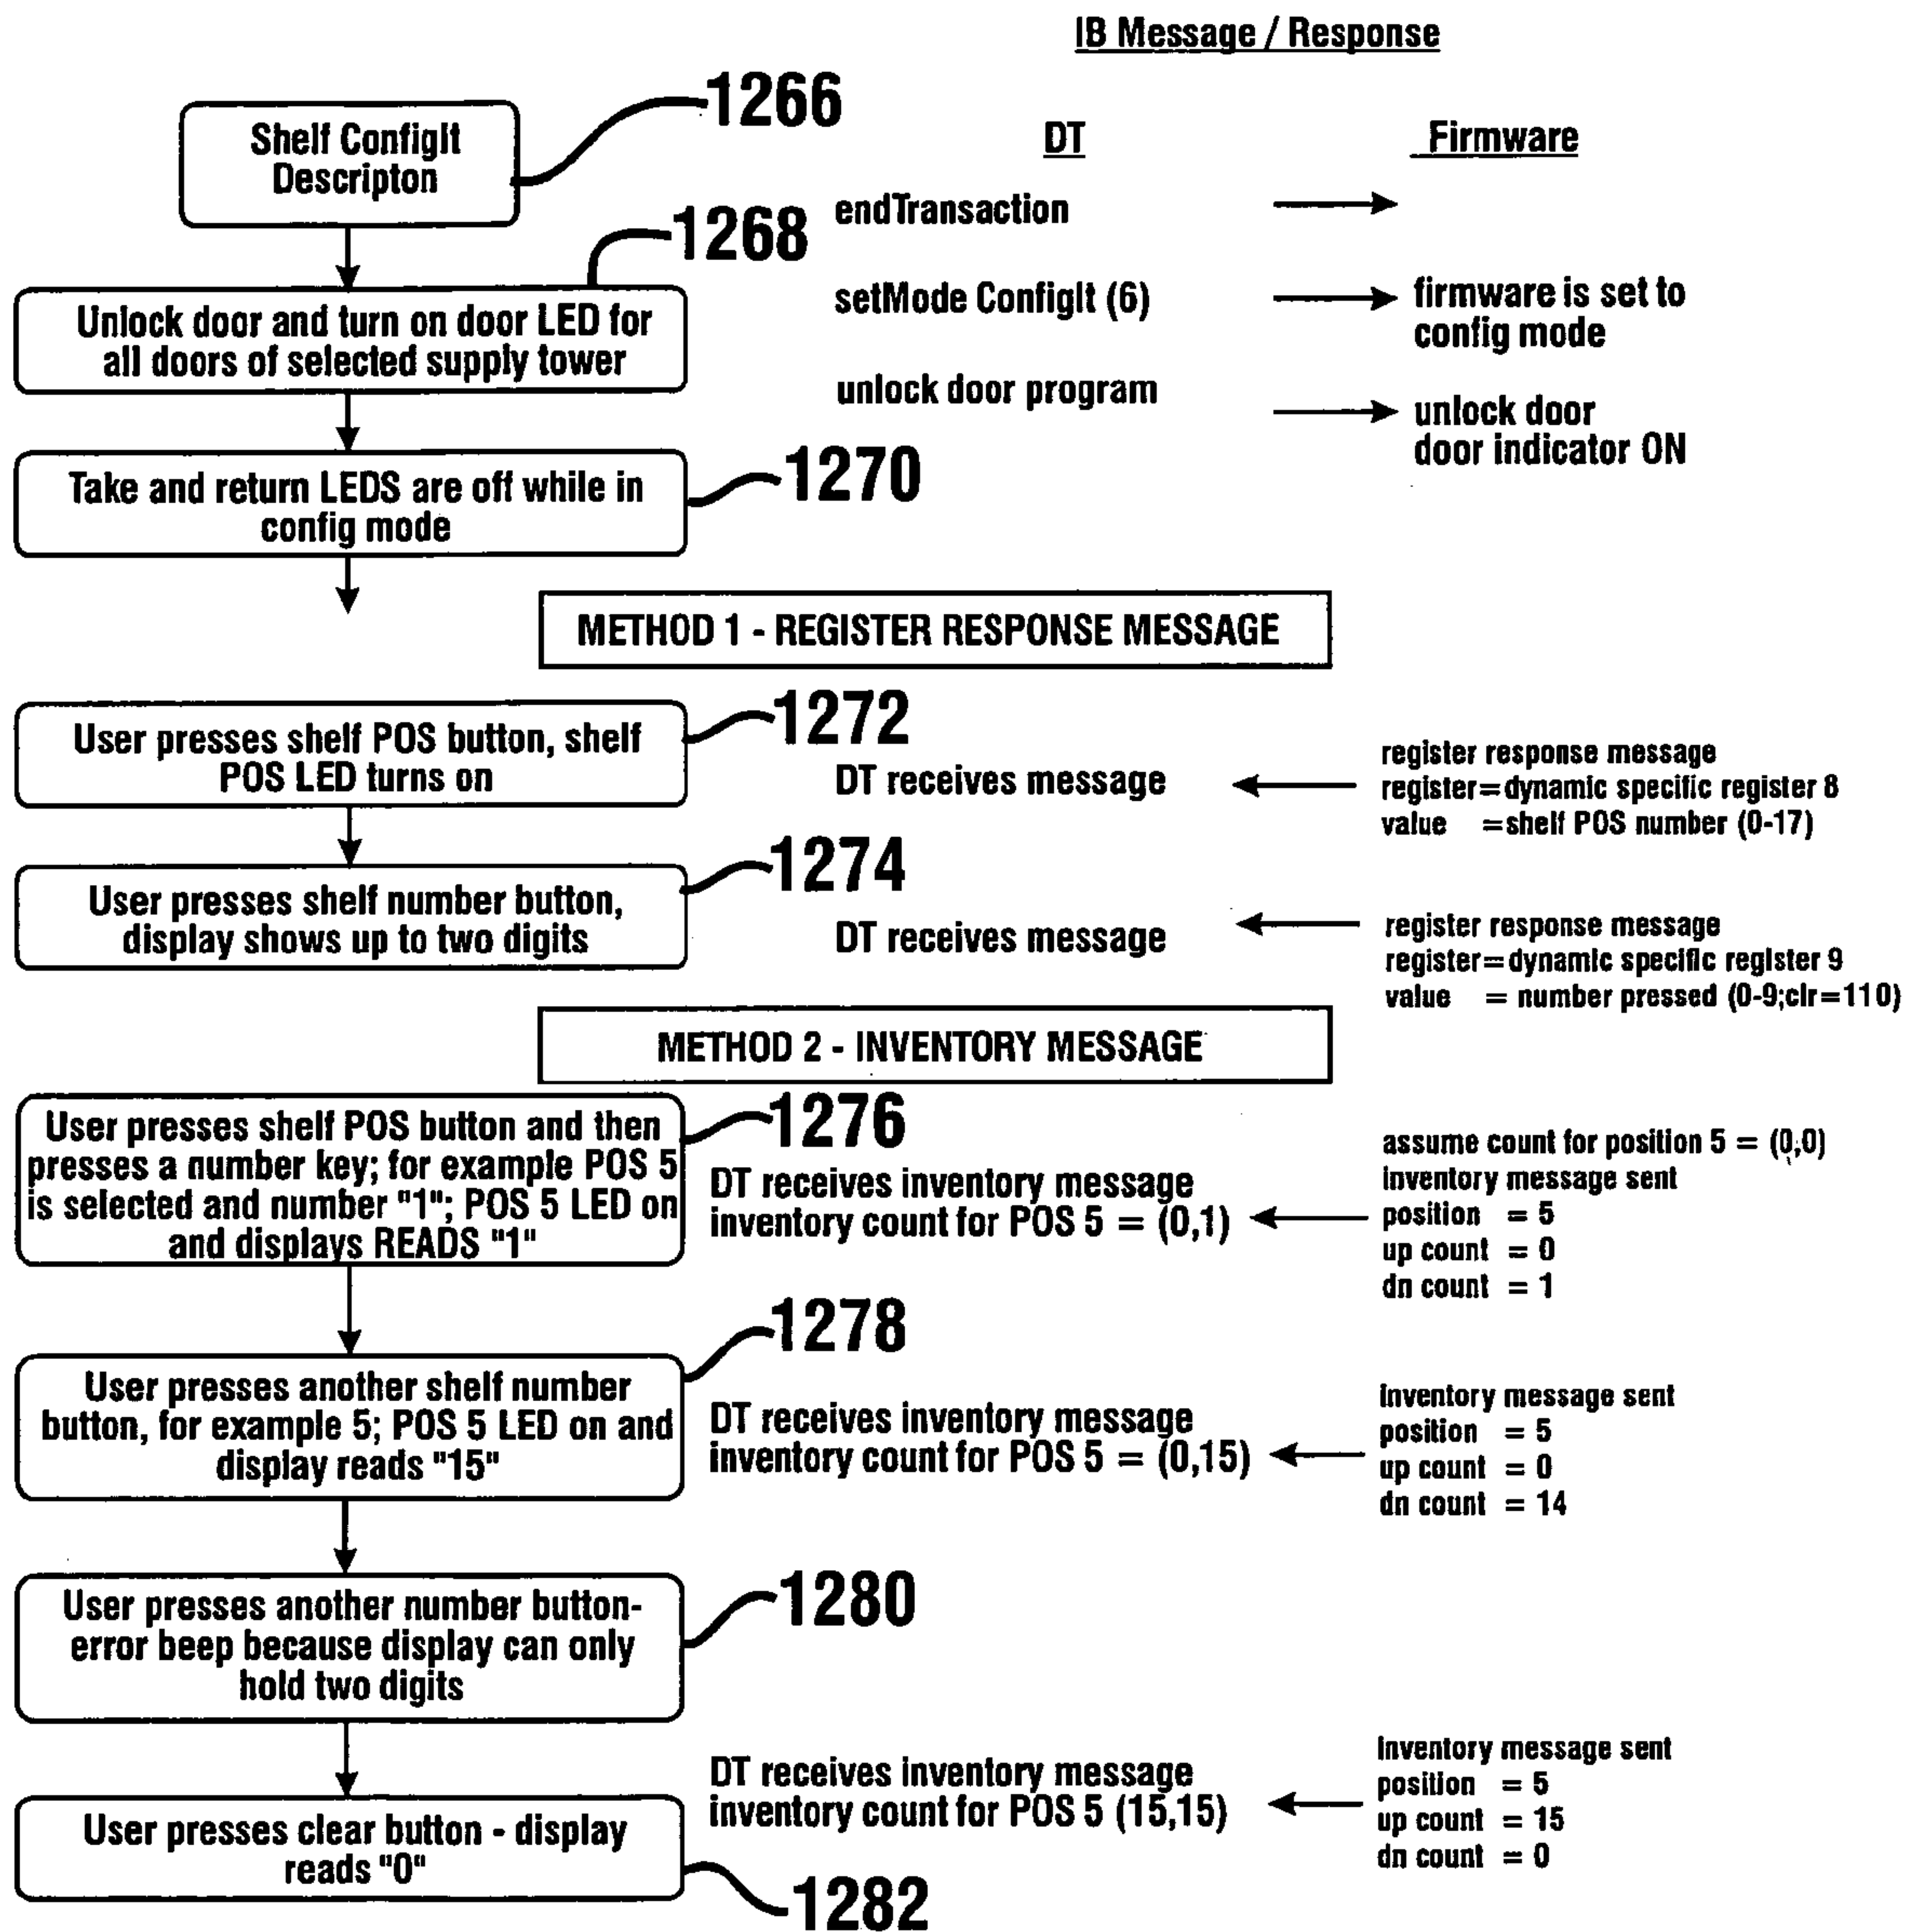 IB Message / Response
1266
Shelf ConfigIt
Descripton
DT
Firmware
endTransaction
1268
Unlock door and turn on door LED for
all doors of selected supply tower
setMode ConfigIt (6)
firmware is set to
config mode
unlock door program
unlock door
door indicator ON
1270
Take and return LEDS are off while in
config mode
METHOD 1 - REGISTER RESPONSE MESSAGE
1272
User presses shelf POS button, shelf
POS LED turns on
DT receives message
register response message
register=dynamic specific register 8
value =shelf POS number (0-17)
1274
User presses shelf number button,
display shows up to two digits
DT receives message
register response message
register=dynamic specific register 9
value = number pressed (0-9;clr=110)
METHOD 2 - INVENTORY MESSAGE
1276
User presses shelf POS button and then
presses a number key; for example POS 5
is selected and number "1"; POS 5 LED on
and displays READS "1"
DT receives inventory message
inventory count for POS 5 = (0,1)
assume count for position 5 = (0,0)
inventory message sent
position = 5
up count = 0
dn count = 1
1278
User presses another shelf number
button, for example 5; POS 5 LED on and
display reads "15"
DT receives inventory message
inventory count for POS 5 = (0,15)
inventory message sent
position = 5
up count = 0
dn count = 14
1280
User presses another number button-
error beep because display can only
hold two digits
DT receives inventory message
inventory count for POS 5 (15,15)
inventory message sent
position = 5
up count = 15
dn count = 0
User presses clear button - display
reads "0"
1282